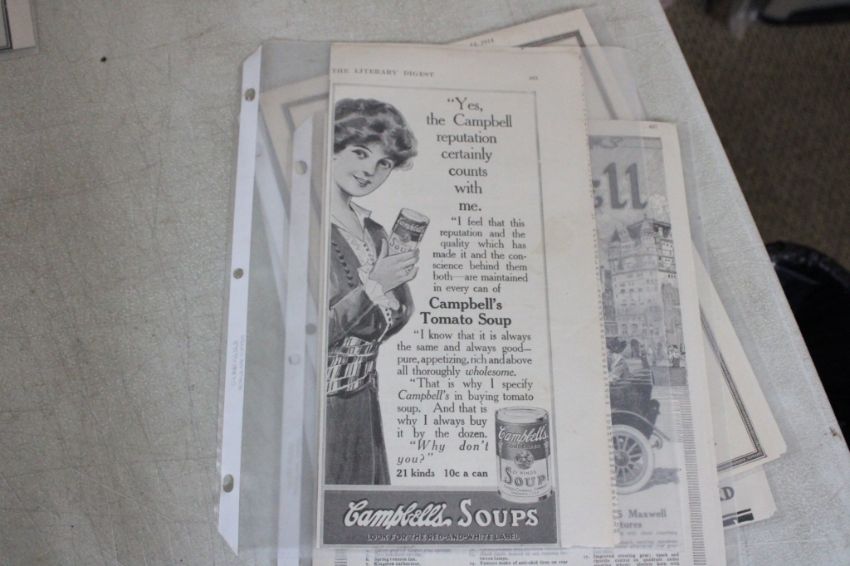 THE LITERARY DIGEST
"Yes,
the Campbell
reputation
certainly
counts
with
me.
"I feel that this
reputation and the
quality which has
made it and the con-
science behind them
both—are maintained
in every can of
Campbell's
Tomato Soup
"I know that it is always
the same and always good—
pure, appetizing, rich and above
all thoroughly wholesome.
"That is why I specify
Campbell's in buying tomato
soup. And that is
why I always buy
it by the dozen.
"Why don't
you?"
21 kinds 10c a can
Campbell's
SOUP
Campbell's
SOUP
Campbell's SOUPS
LOOK FOR THE RED-AND-WHITE LABEL
ell
Maxwell
tures